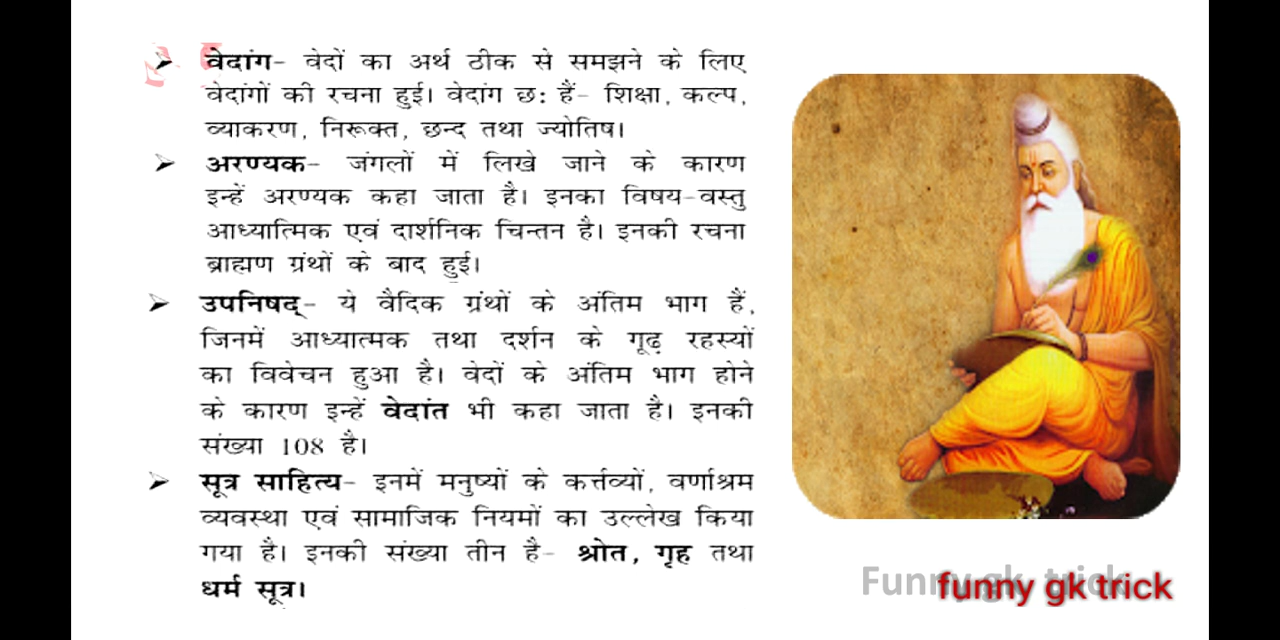 ➢ वेदांग- वेदों का अर्थ ठीक से समझने के लिए
वेदांगों की रचना हुई। वेदांग छ: हैं- शिक्षा, कल्प,
व्याकरण, निरूक्त, छन्द तथा ज्योतिष।
➢ अरण्यक- जंगलों में लिखे जाने के कारण
इन्हें अरण्यक कहा जाता है। इनका विषय-वस्तु
आध्यात्मिक एवं दार्शनिक चिन्तन है। इनकी रचना
ब्राह्मण ग्रंथों के बाद हुई।
➢ उपनिषद्- ये वैदिक ग्रंथों के अंतिम भाग हैं,
जिनमें आध्यात्मक तथा दर्शन के गूढ़ रहस्यों
का विवेचन हुआ है। वेदों के अंतिम भाग होने
के कारण इन्हें वेदांत भी कहा जाता है। इनकी
संख्या 108 है।
➢ सूत्र साहित्य- इनमें मनुष्यों के कर्त्तव्यों, वर्णाश्रम
व्यवस्था एवं सामाजिक नियमों का उल्लेख किया
गया है। इनकी संख्या तीन है- श्रोत, गृह तथा
धर्म सूत्र।
Funny gk trick
funny gk trick